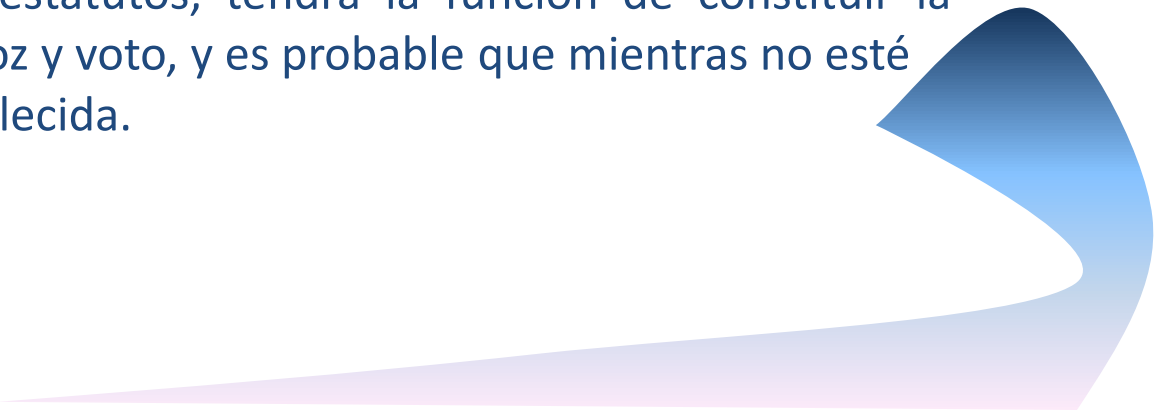 estatutos, tendrá la función de constituir la
oz y voto, y es probable que mientras no esté
lecida.